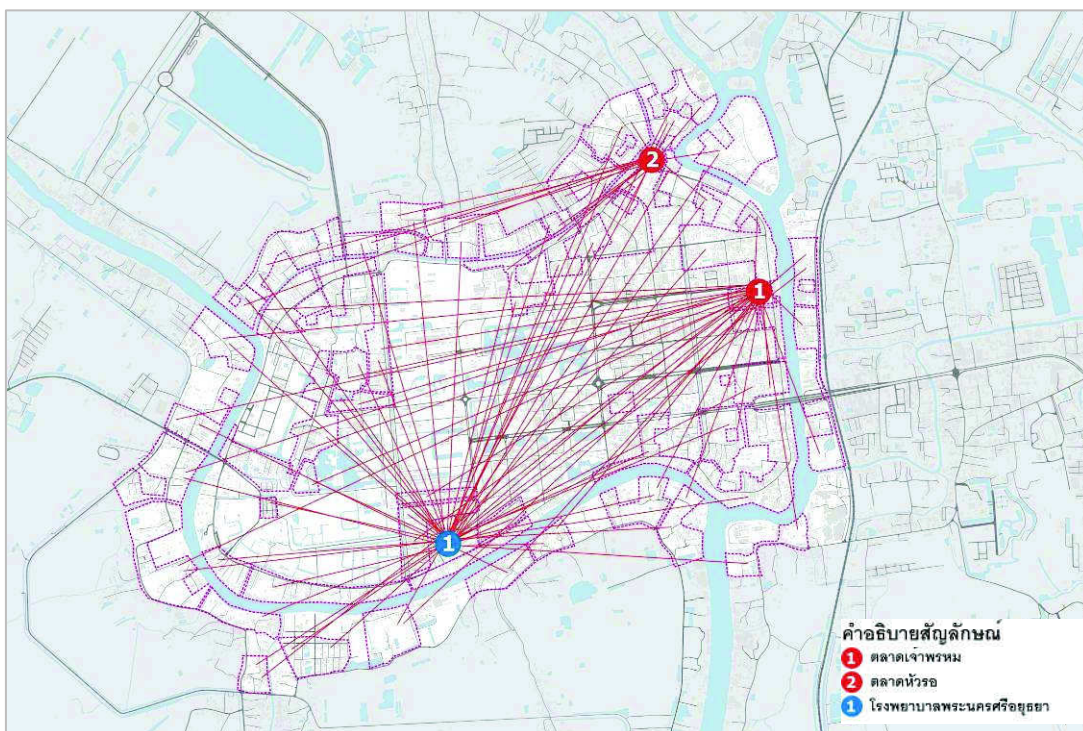 2
1
1
คำอธิบายสัญลักษณ์
1 ตลาดเจ้าพรหม
2 ตลาดหัวรอ
1 โรงพยาบาลพระนครศรีอยุธยา